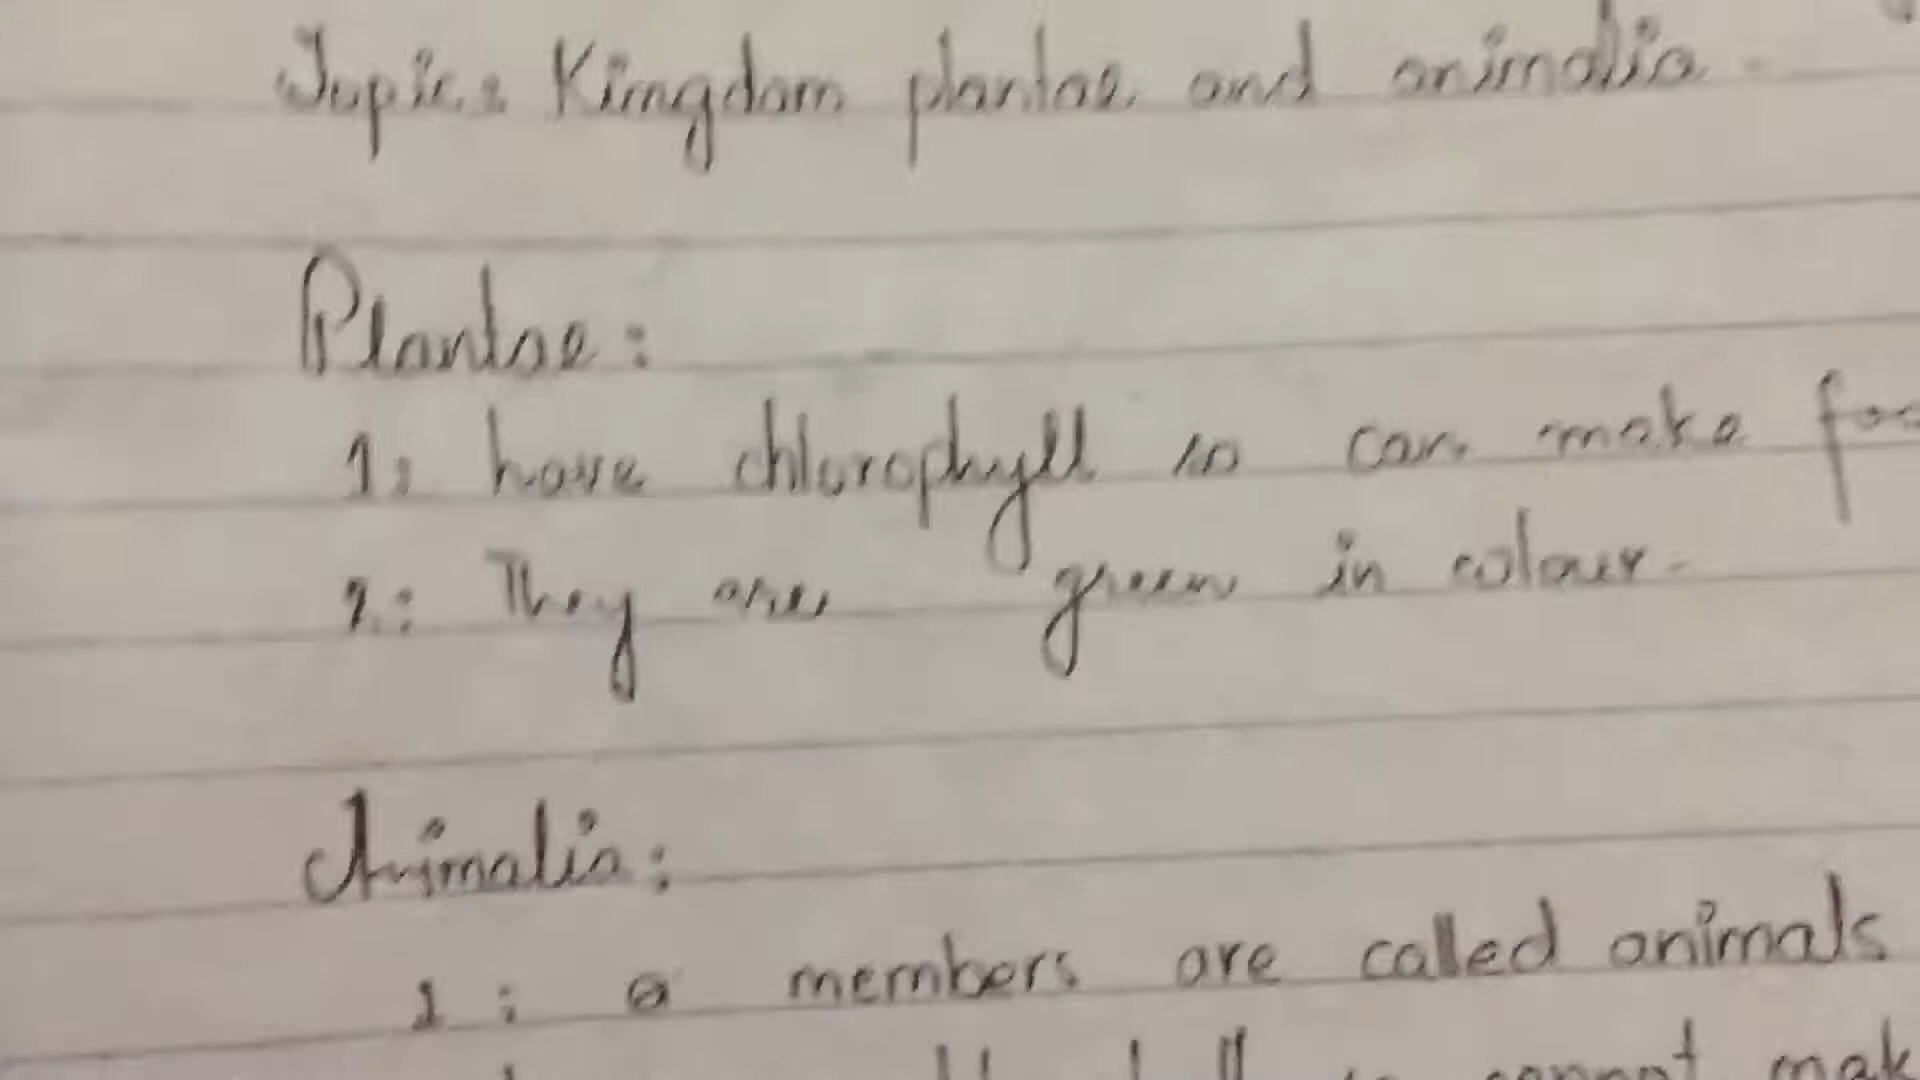 Topic: Kingdom plantae and animalia.
Plantae:
1: have chlorophyll so can make
2: They are green in colour.
Animalia:
1: members are called animals
cannot